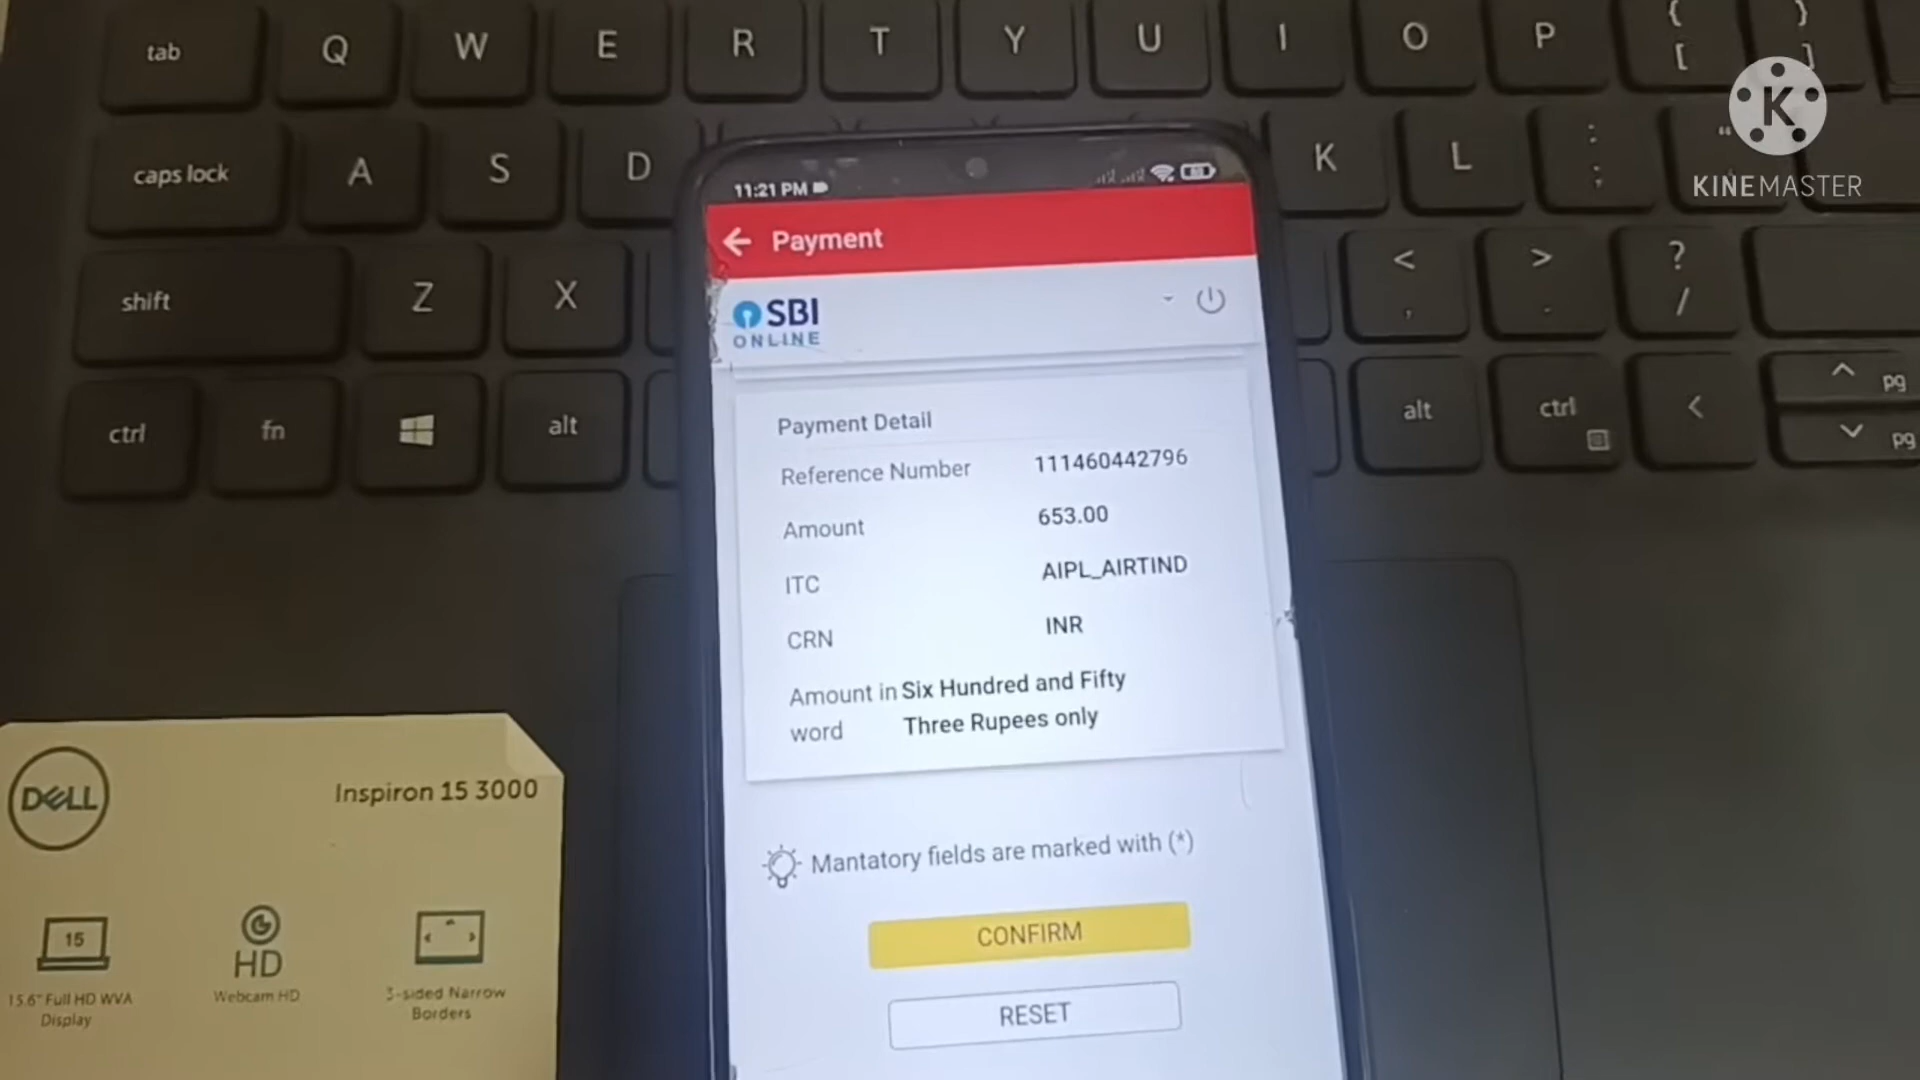 tab Q W E R T Y U I O P { [ } ]
KINEMASTER
caps lock A S D K L : ; "
shift Z X < , > . ? /
ctrl fn alt alt ctrl < ^ pg
pg
11:21 PM
Payment
SBI
ONLINE
Payment Detail
Reference Number 111460442796
Amount 653.00
ITC AIPL_AIRTIND
CRN INR
Amount in Six Hundred and Fifty
word Three Rupees only
Mantatory fields are marked with (*)
CONFIRM
RESET
DELL
Inspiron 15 3000
15
HD
15.6" Full HD WVA
Display
Webcam HD
3-sided Narrow
Borders